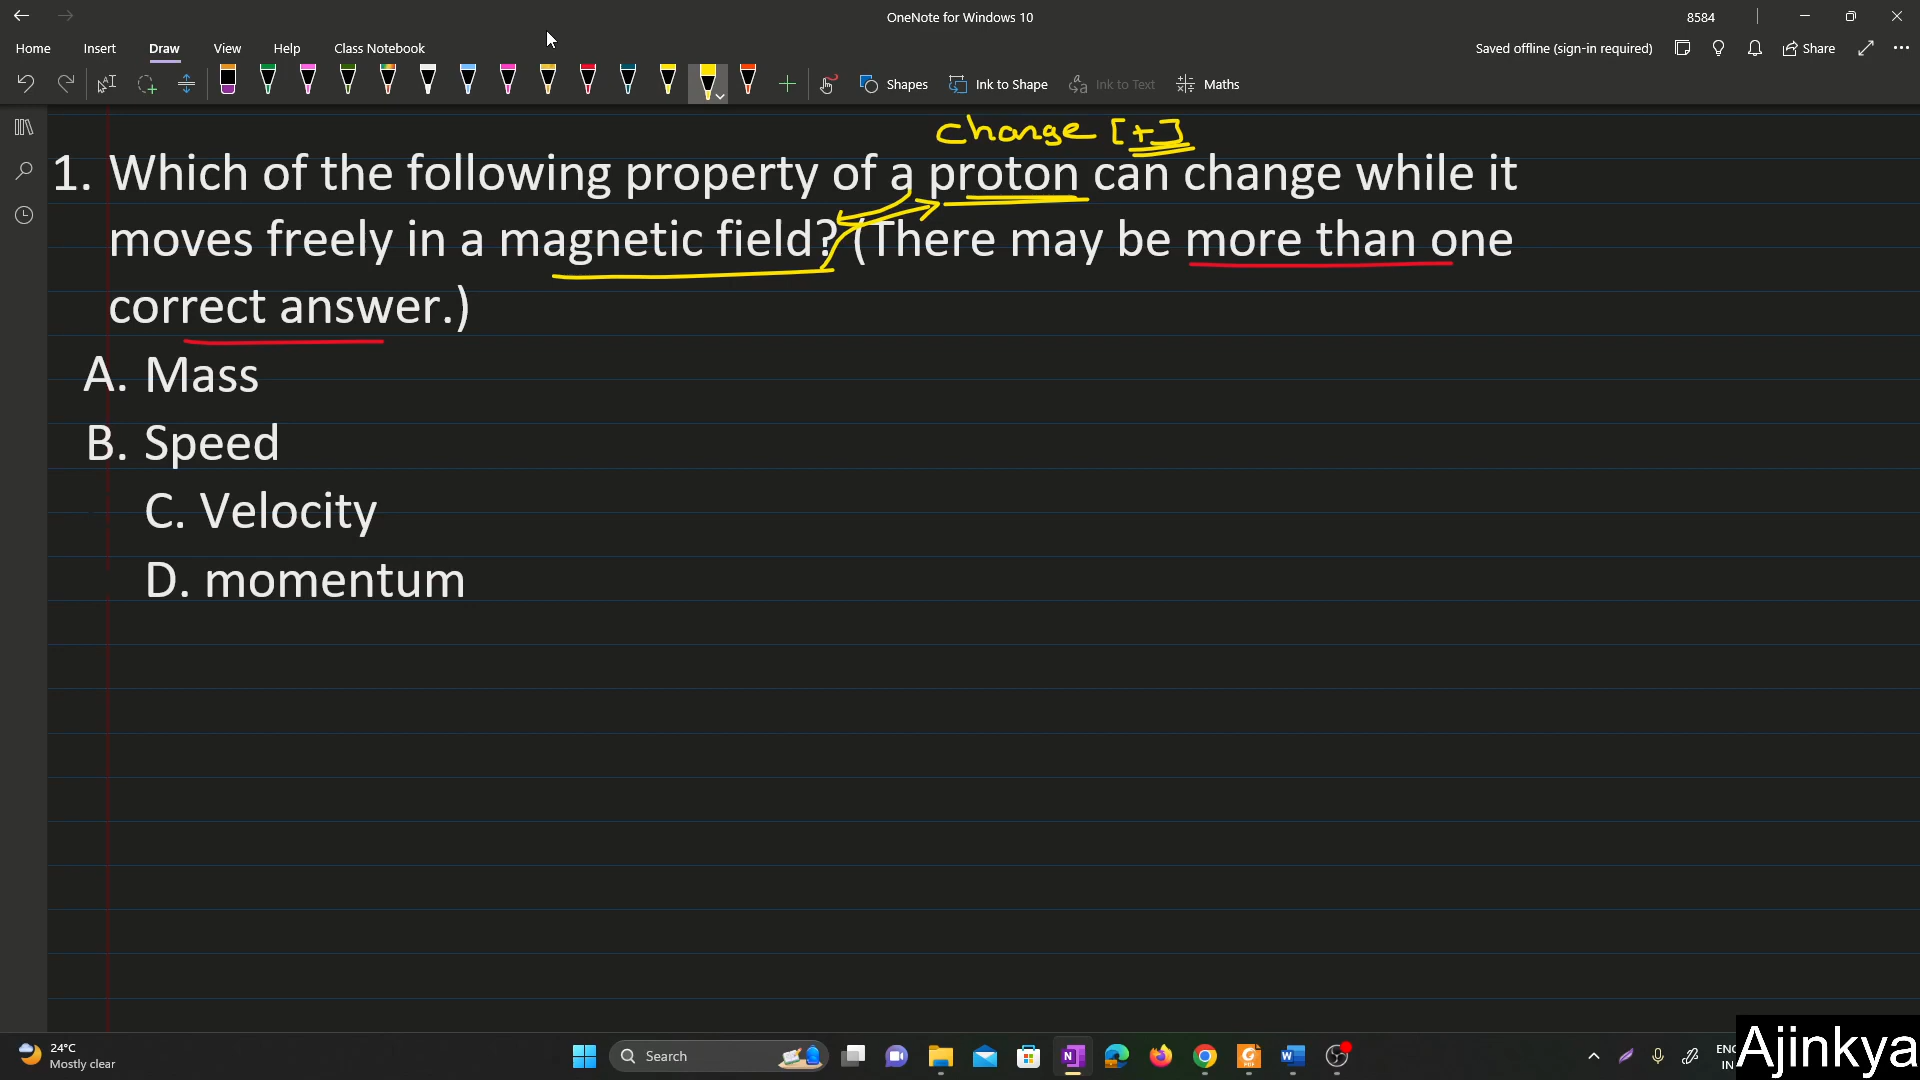 OneNote for Windows 10
8584
Home Insert Draw View Help Class Notebook
Saved offline (sign-in required) Share
Shapes Ink to Shape Ink to Text Maths
change [+]
1. Which of the following property of a proton can change while it
moves freely in a magnetic field? (There may be more than one
correct answer.)
A. Mass
B. Speed
C. Velocity
D. momentum
24°C
Mostly clear
Search
IN
Ajinkya